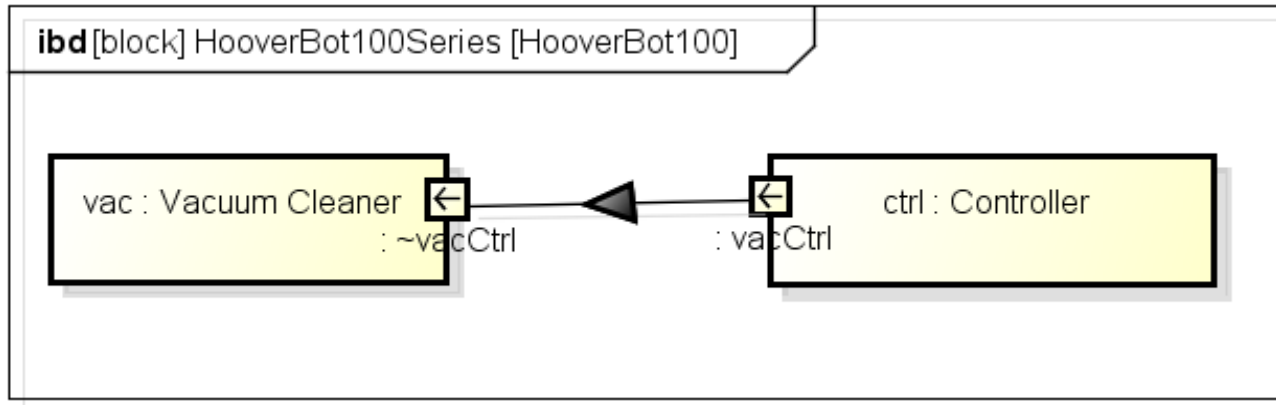 ibd [block] HooverBot100Series [HooverBot100]
vac : Vacuum Cleaner
: ~vacCtrl
: vacCtrl
ctrl : Controller